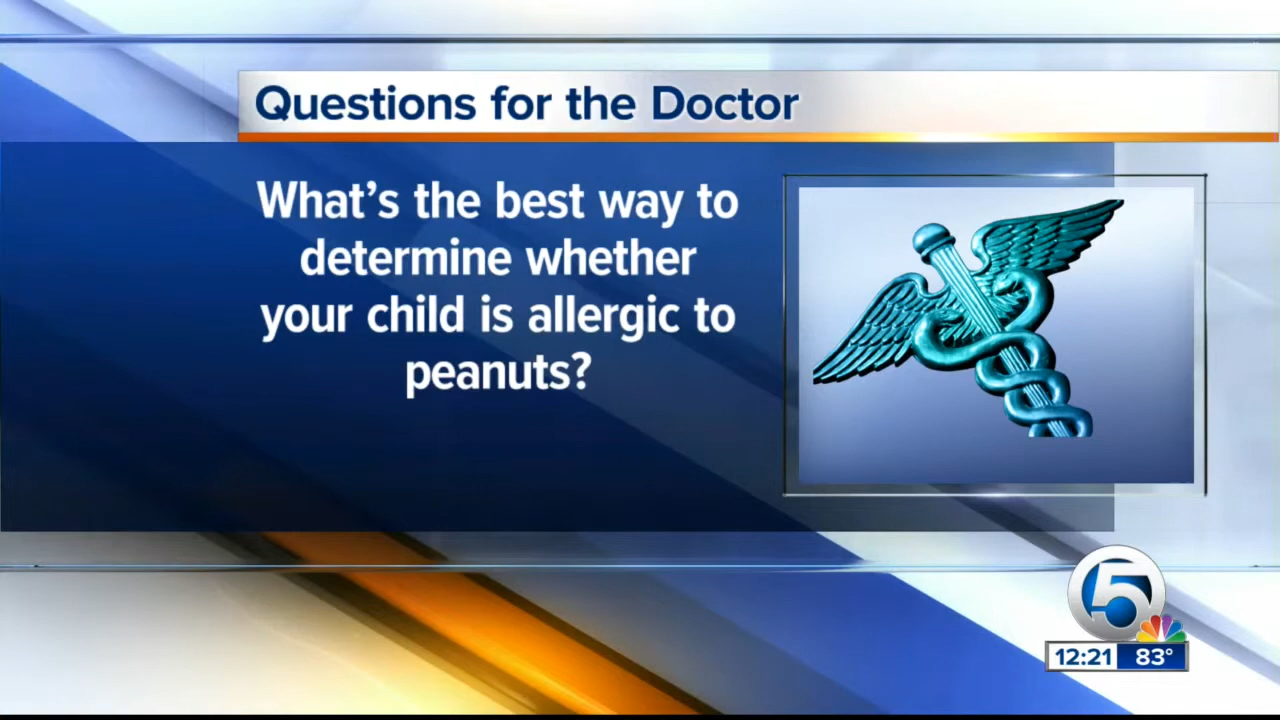 Questions for the Doctor
What’s the best way to
determine whether
your child is allergic to
peanuts?
5
12:21 83°